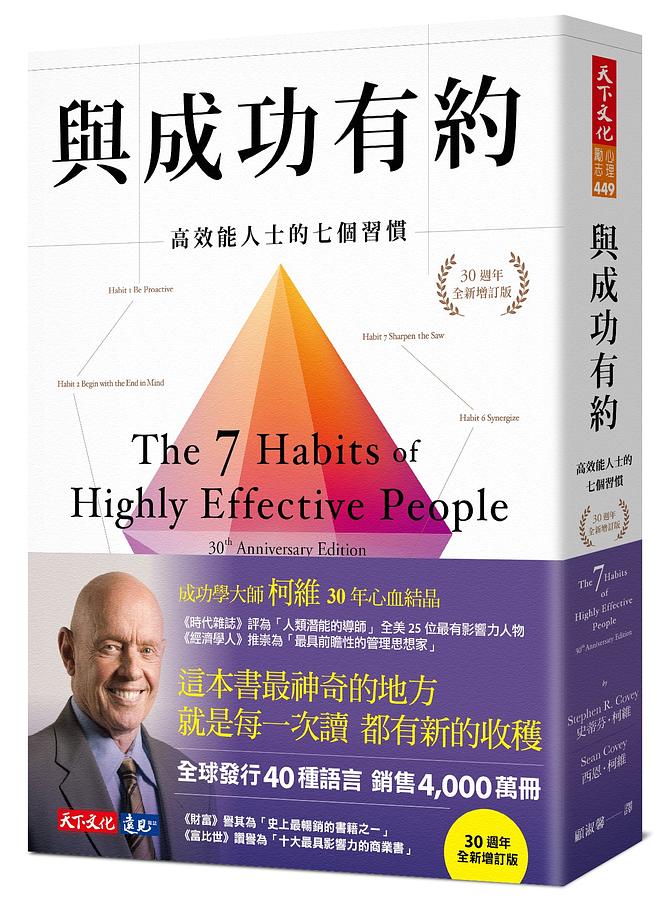 與成功有約
高效能人士的七個習慣
30 週年
全新增訂版
Habit 1 Be Proactive
Habit 7 Sharpen the Saw
Habit 2 Begin with the End in Mind
Habit 6 Synergize
The 7 Habits of
Highly Effective People
30th Anniversary Edition
成功學大師 柯維 30 年心血結晶
《時代雜誌》評為「人類潛能的導師」 全美 25 位最有影響力人物
《經濟學人》推崇為「最具前瞻性的管理思想家」
這本書最神奇的地方
就是每一次讀 都有新的收穫
全球發行 40 種語言 銷售 4,000 萬冊
《財富》譽其為「史上最暢銷的書籍之一」
《富比世》讚譽為「十大最具影響力的商業書」
天下文化 遠見
30 週年
全新增訂版
天下文化
心理勵志
449
與成功有約
高效能人士的
七個習慣
30 週年
全新增訂版
The 7 Habits
of
Highly Effective
People
30th Anniversary Edition
by
Stephen R. Covey
史蒂芬・柯維
Sean Covey
西恩・柯維
顧淑馨——譯